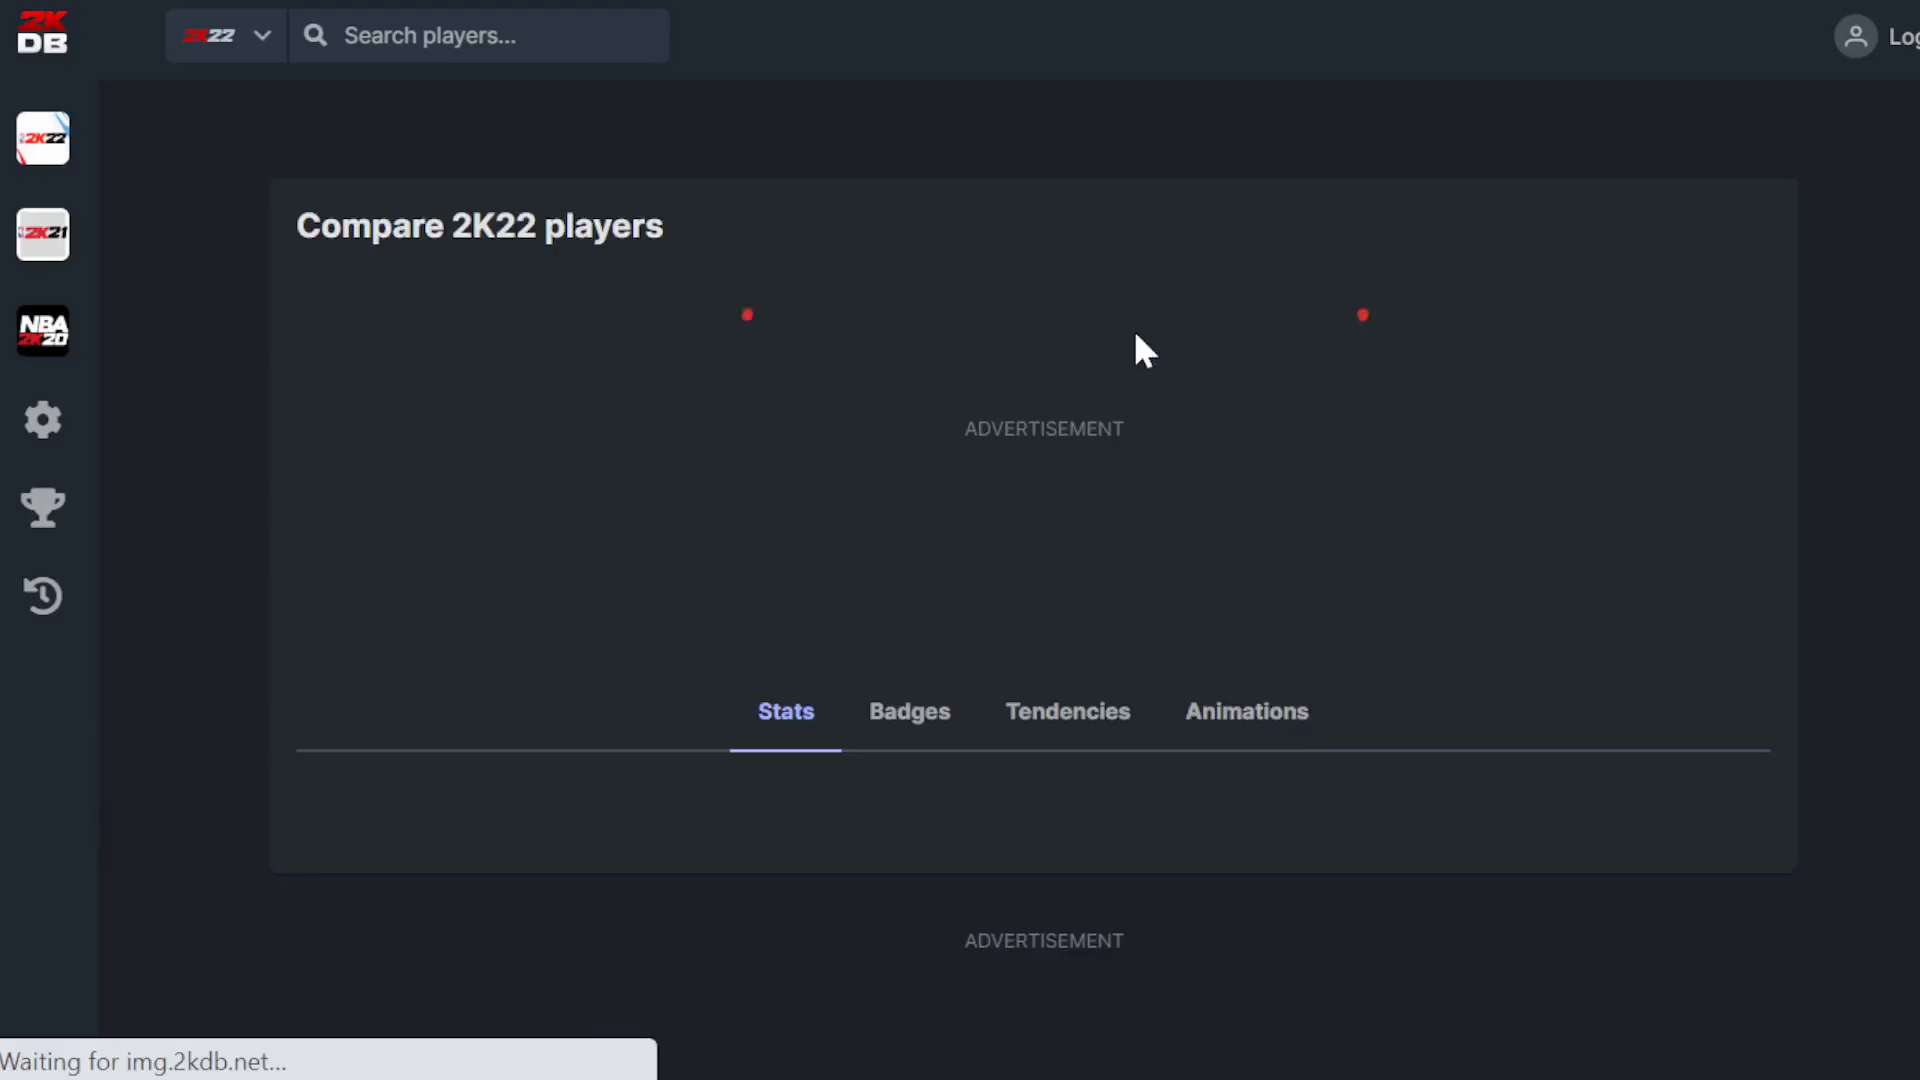 2K
DB
2K22
Search players...
Log
2K22
2K21
NBA
2K20
Compare 2K22 players
ADVERTISEMENT
Stats
Badges
Tendencies
Animations
ADVERTISEMENT
Waiting for img.2kdb.net...